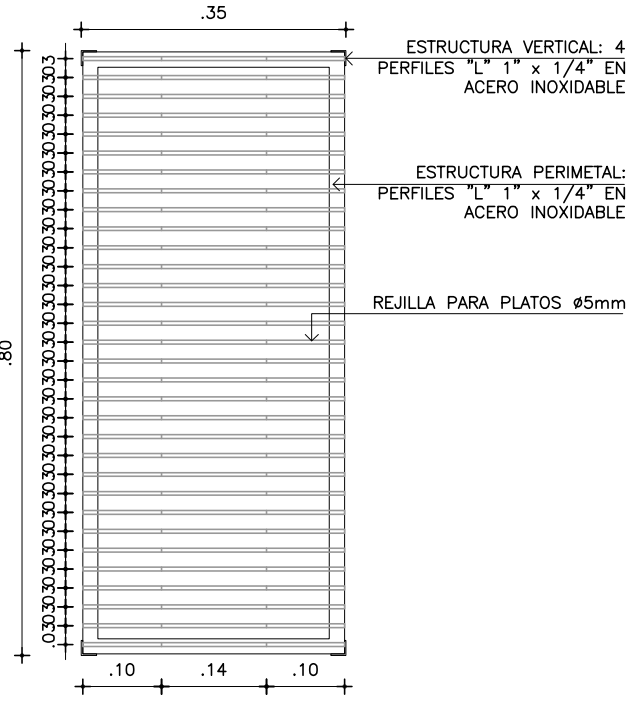 .35
ESTRUCTURA VERTICAL: 4
PERFILES "L" 1" x 1/4" EN
ACERO INOXIDABLE
ESTRUCTURA PERIMETAL:
PERFILES "L" 1" x 1/4" EN
ACERO INOXIDABLE
REJILLA PARA PLATOS ø5mm
.80
.03
.10
.14
.10